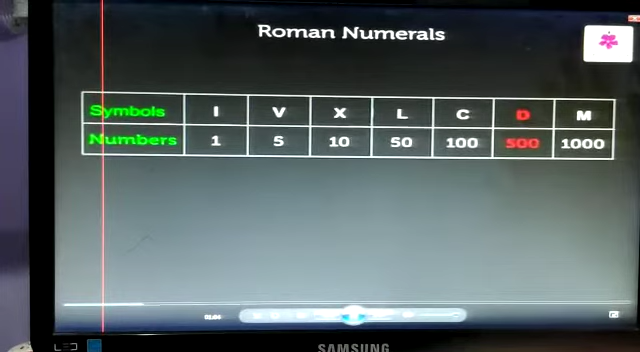 Roman Numerals
Symbols I V X L C D M
Numbers 1 5 10 50 100 500 1000
SAMSUNG